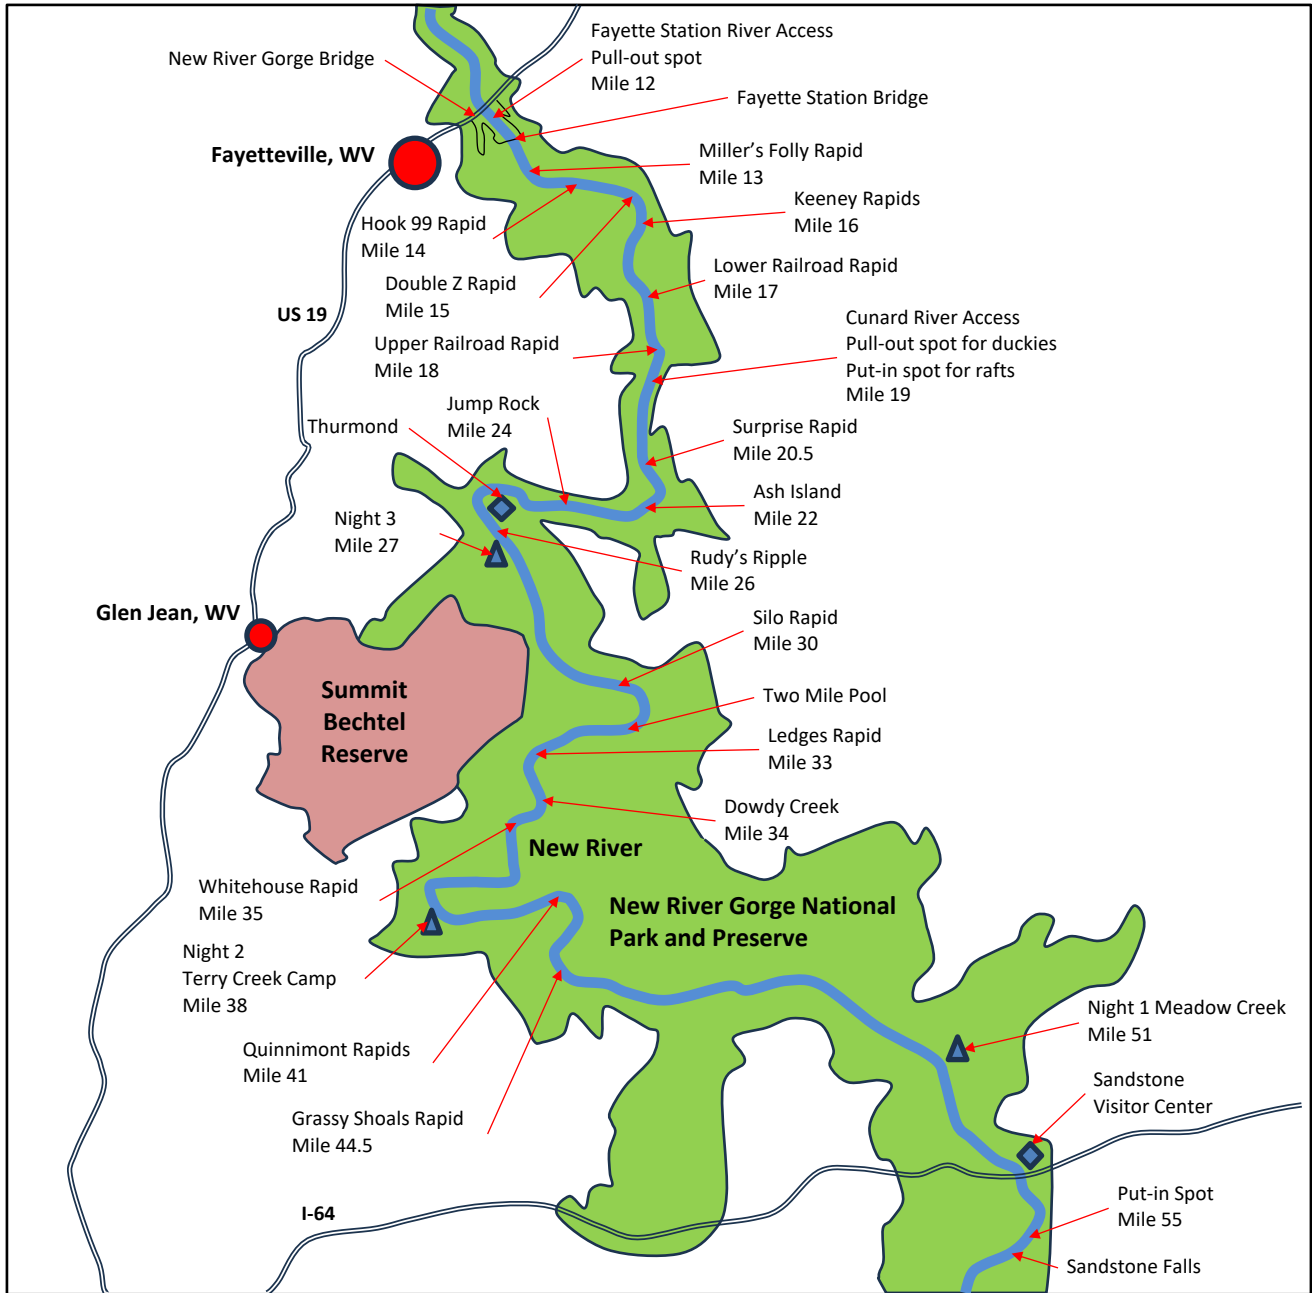 New River Gorge Bridge
Fayette Station River Access
Pull-out spot
Mile 12
Fayette Station Bridge
Fayetteville, WV
Miller’s Folly Rapid
Mile 13
Keeney Rapids
Mile 16
Hook 99 Rapid
Mile 14
Double Z Rapid
Mile 15
Lower Railroad Rapid
Mile 17
US 19
Upper Railroad Rapid
Mile 18
Cunard River Access
Pull-out spot for duckies
Put-in spot for rafts
Mile 19
Jump Rock
Mile 24
Thurmond
Surprise Rapid
Mile 20.5
Ash Island
Mile 22
Night 3
Mile 27
Rudy’s Ripple
Mile 26
Glen Jean, WV
Silo Rapid
Mile 30
Summit
Bechtel
Reserve
Two Mile Pool
Ledges Rapid
Mile 33
Dowdy Creek
Mile 34
New River
Whitehouse Rapid
Mile 35
New River Gorge National
Park and Preserve
Night 2
Terry Creek Camp
Mile 38
Night 1 Meadow Creek
Mile 51
Quinnimont Rapids
Mile 41
Sandstone
Visitor Center
Grassy Shoals Rapid
Mile 44.5
I-64
Put-in Spot
Mile 55
Sandstone Falls